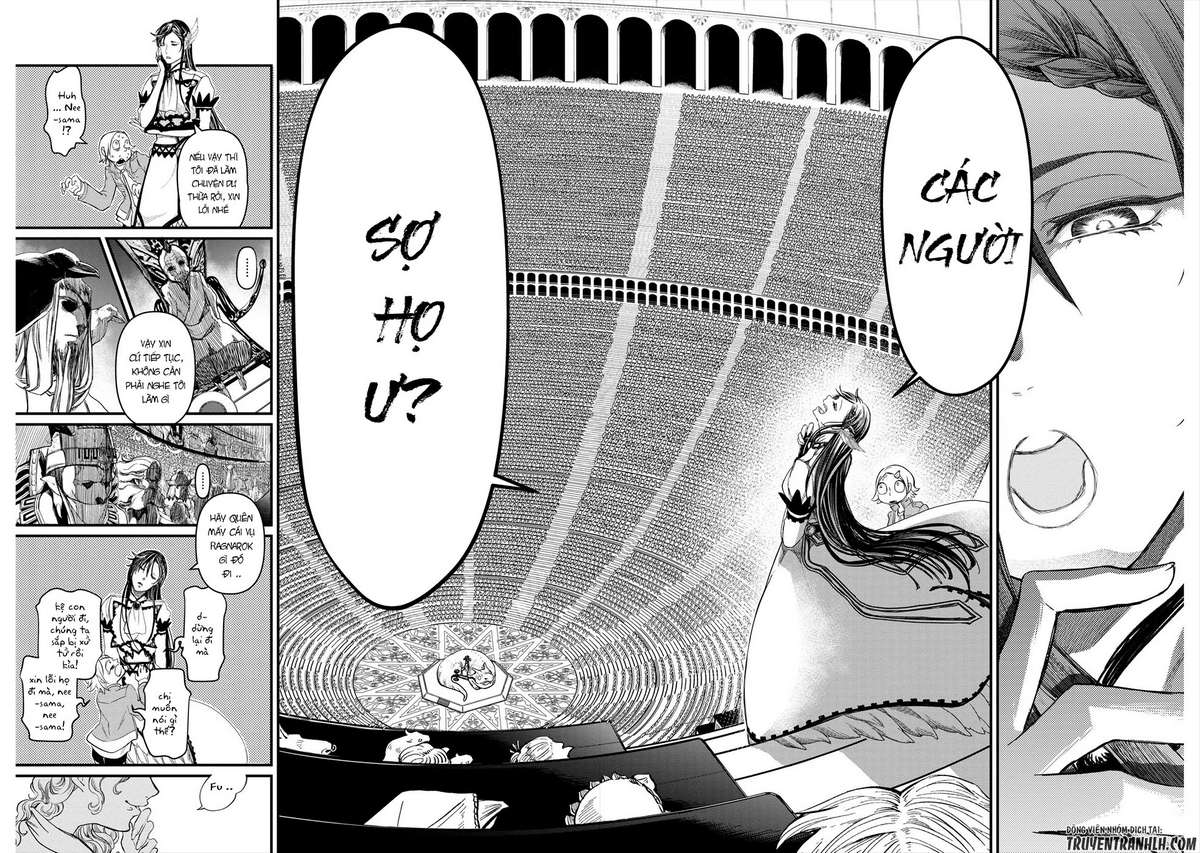 CÁC
NGƯỜI
SỢ
HỌ
Ư?
Huh
... Nee
-sama
!?
NẾU VẬY THÌ
TÔI ĐÃ LÀM
CHUYỆN DƯ
THỪA RỒI, XIN
LỖI NHÉ
......
VẬY XIN
CỨ TIẾP TỤC,
KHÔNG CẦN
PHẢI NGHE TÔI
LÀM GÌ
......
HÃY QUÊN
MẤY CÁI VỤ
RAGNAROK
GÌ ĐÓ
ĐI ..
d-
dừng
lại đi
mà
kệ con
người đi,
chúng ta
sắp bị xử
tử rồi
kìa!
xin lỗi họ
đi mà, nee
-sama, nee
-sama!
chị
muốn
nói gì
thế?
Fu ..
ĐỘNG VIÊN NHÓM DỊCH TẠI:
TRUYENTRANHLH.COM